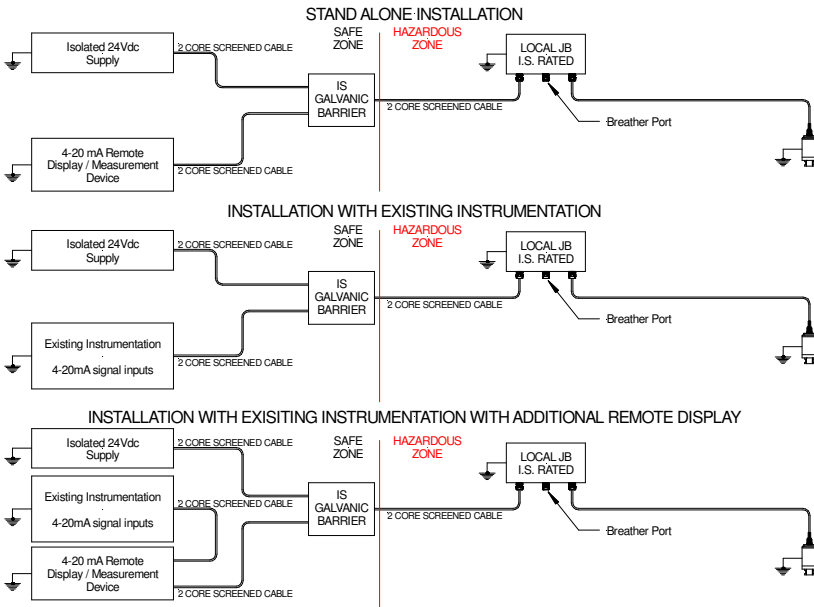 STAND ALONE INSTALLATION
Isolated 24Vdc
Supply
2 CORE SCREENED CABLE
SAFE
ZONE
HAZARDOUS
ZONE
LOCAL JB
I.S. RATED
IS
GALVANIC
BARRIER
2 CORE SCREENED CABLE
Breather Port
4-20 mA Remote
Display / Measurement
Device
2 CORE SCREENED CABLE
INSTALLATION WITH EXISTING INSTRUMENTATION
Isolated 24Vdc
Supply
2 CORE SCREENED CABLE
SAFE
ZONE
HAZARDOUS
ZONE
LOCAL JB
I.S. RATED
IS
GALVANIC
BARRIER
2 CORE SCREENED CABLE
Breather Port
Existing Instrumentation
4-20mA signal inputs
2 CORE SCREENED CABLE
INSTALLATION WITH EXISITING INSTRUMENTATION WITH ADDITIONAL REMOTE DISPLAY
Isolated 24Vdc
Supply
2 CORE SCREENED CABLE
SAFE
ZONE
HAZARDOUS
ZONE
LOCAL JB
I.S. RATED
Existing Instrumentation
4-20mA signal inputs
2 CORE SCREENED CABLE
IS
GALVANIC
BARRIER
2 CORE SCREENED CABLE
Breather Port
4-20 mA Remote
Display / Measurement
Device
2 CORE SCREENED CABLE